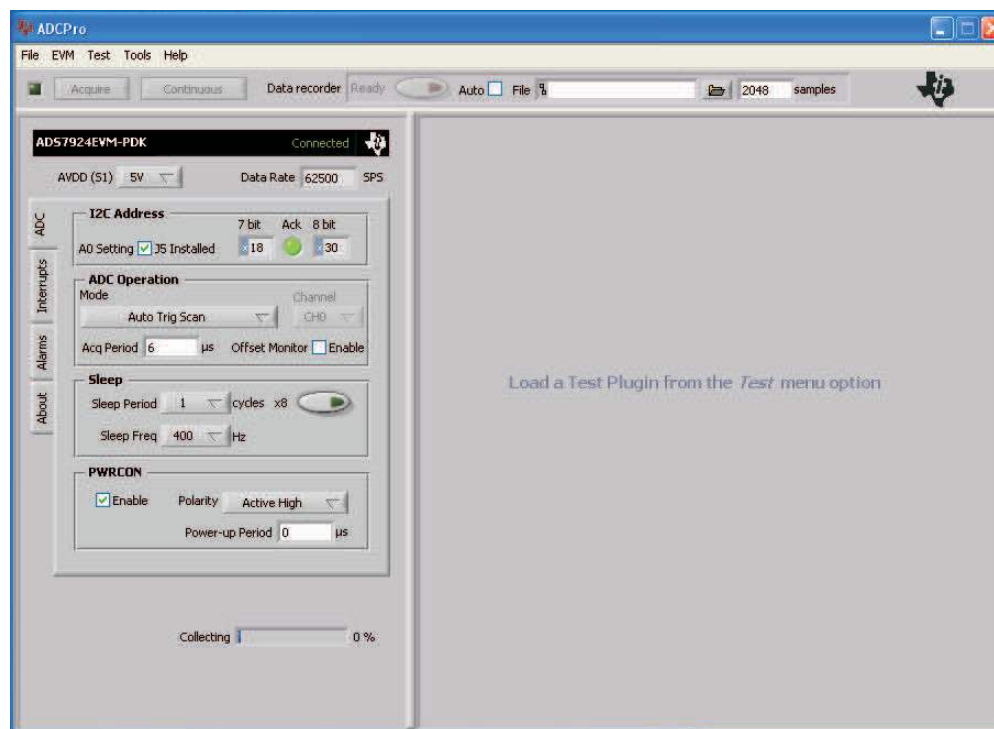 ADCPro
File EVM Test Tools Help
Acquire Continuous Data recorder Ready Auto File 2048 samples
ADS7924EVM-PDK Connected
AVDD (S1) 5V Data Rate 62500 SPS
ADC
Interrupts
Alarms
About
I2C Address
7 bit Ack 8 bit
A0 Setting J5 Installed x18 x30
ADC Operation
Mode Channel
Auto Trig Scan CH0
Acq Period 6 µs Offset Monitor Enable
Sleep
Sleep Period 1 cycles x8
Sleep Freq 400 Hz
PWRCON
Enable Polarity Active High
Power-up Period 0 µs
Collecting 0 %
Load a Test Plugin from the Test menu option